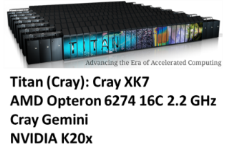 Advancing the Era of Accelerated Computing
Titan (Cray): Cray XK7
AMD Opteron 6274 16C 2.2 GHz
Cray Gemini
NVIDIA K20x